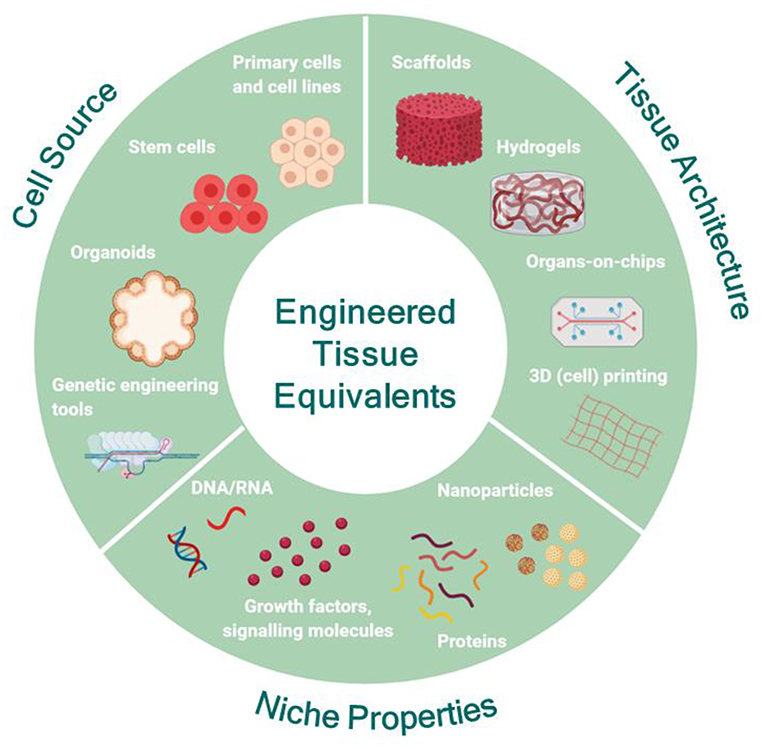 Cell Source
Primary cells
and cell lines
Stem cells
Organoids
Genetic engineering
tools
Tissue Architecture
Scaffolds
Hydrogels
Organs-on-chips
3D (cell) printing
Engineered
Tissue
Equivalents
DNA/RNA
Nanoparticles
Growth factors,
signalling molecules
Proteins
Niche Properties